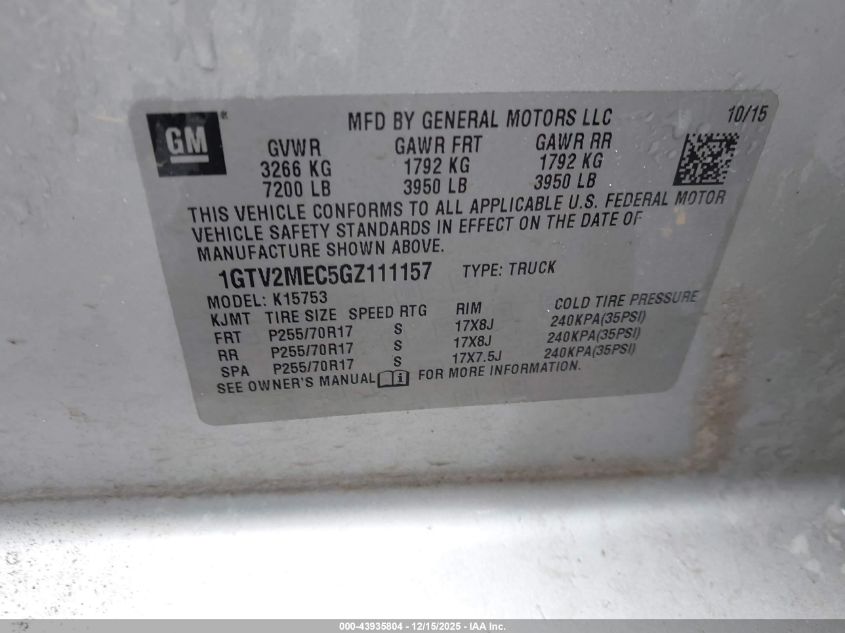 GM ®
MFD BY GENERAL MOTORS LLC 10/15
GVWR GAWR FRT GAWR RR
3266 KG 1792 KG 1792 KG
7200 LB 3950 LB 3950 LB
THIS VEHICLE CONFORMS TO ALL APPLICABLE U.S. FEDERAL MOTOR
VEHICLE SAFETY STANDARDS IN EFFECT ON THE DATE OF
MANUFACTURE SHOWN ABOVE.
1GTV2MEC5GZ111157 TYPE: TRUCK
MODEL: K15753
KJMT TIRE SIZE SPEED RTG RIM COLD TIRE PRESSURE
FRT P255/70R17 S 17X8J 240KPA(35PSI)
RR P255/70R17 S 17X8J 240KPA(35PSI)
SPA P255/70R17 S 17X7.5J 240KPA(35PSI)
SEE OWNER'S MANUAL FOR MORE INFORMATION.
000-43935804 - 12/15/2025 - IAA Inc.